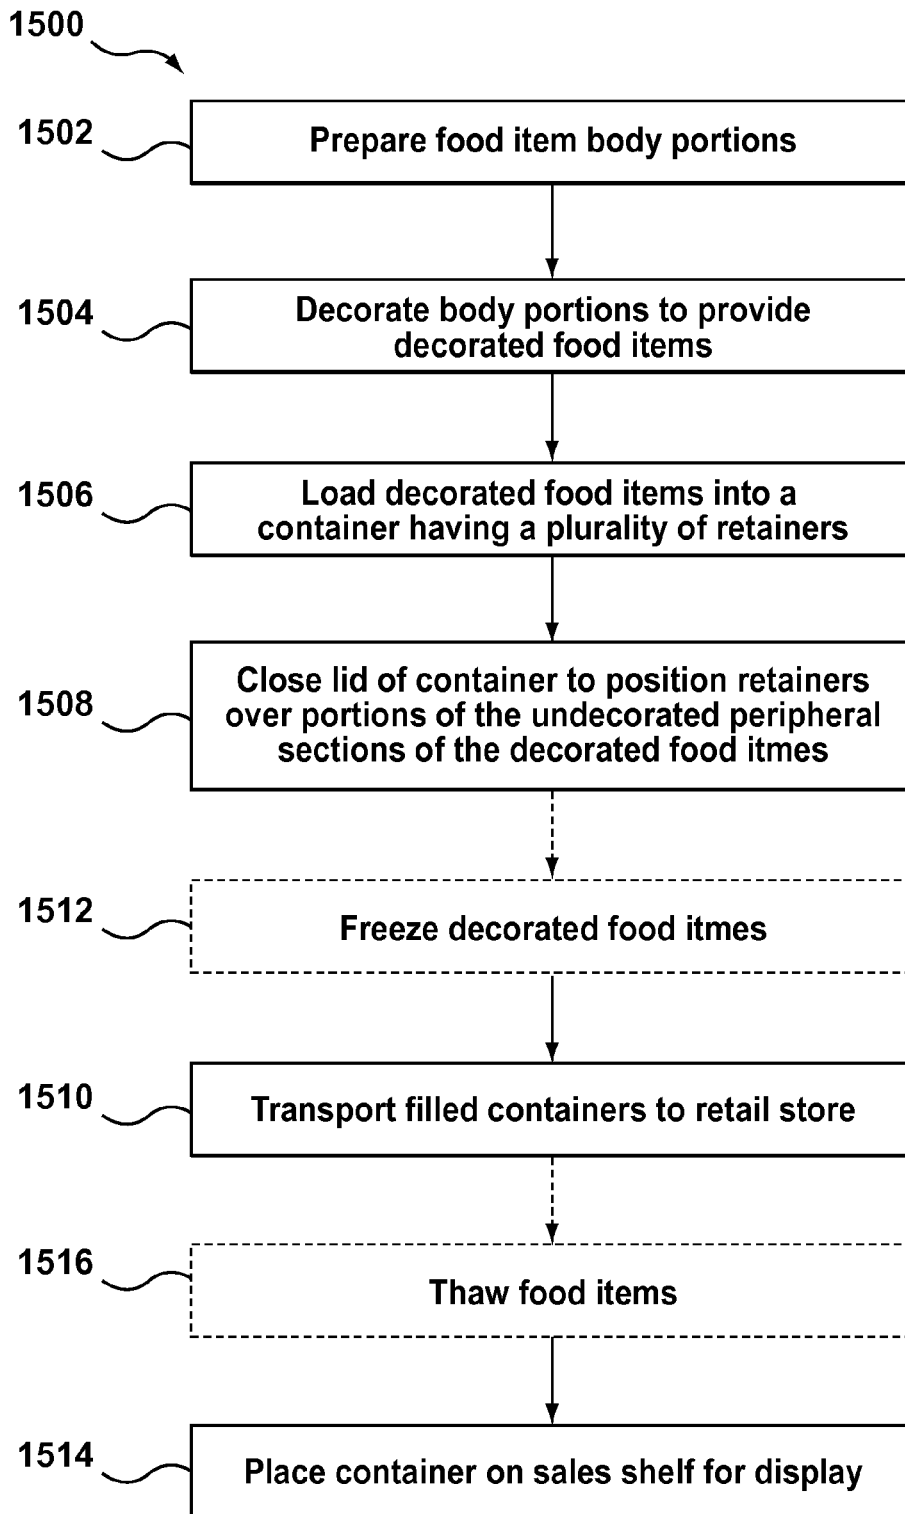 1500
1502
Prepare food item body portions
1504
Decorate body portions to provide
decorated food items
1506
Load decorated food items into a
container having a plurality of retainers
1508
Close lid of container to position retainers
over portions of the undecorated peripheral
sections of the decorated food itmes
1512
Freeze decorated food itmes
1510
Transport filled containers to retail store
1516
Thaw food items
1514
Place container on sales shelf for display